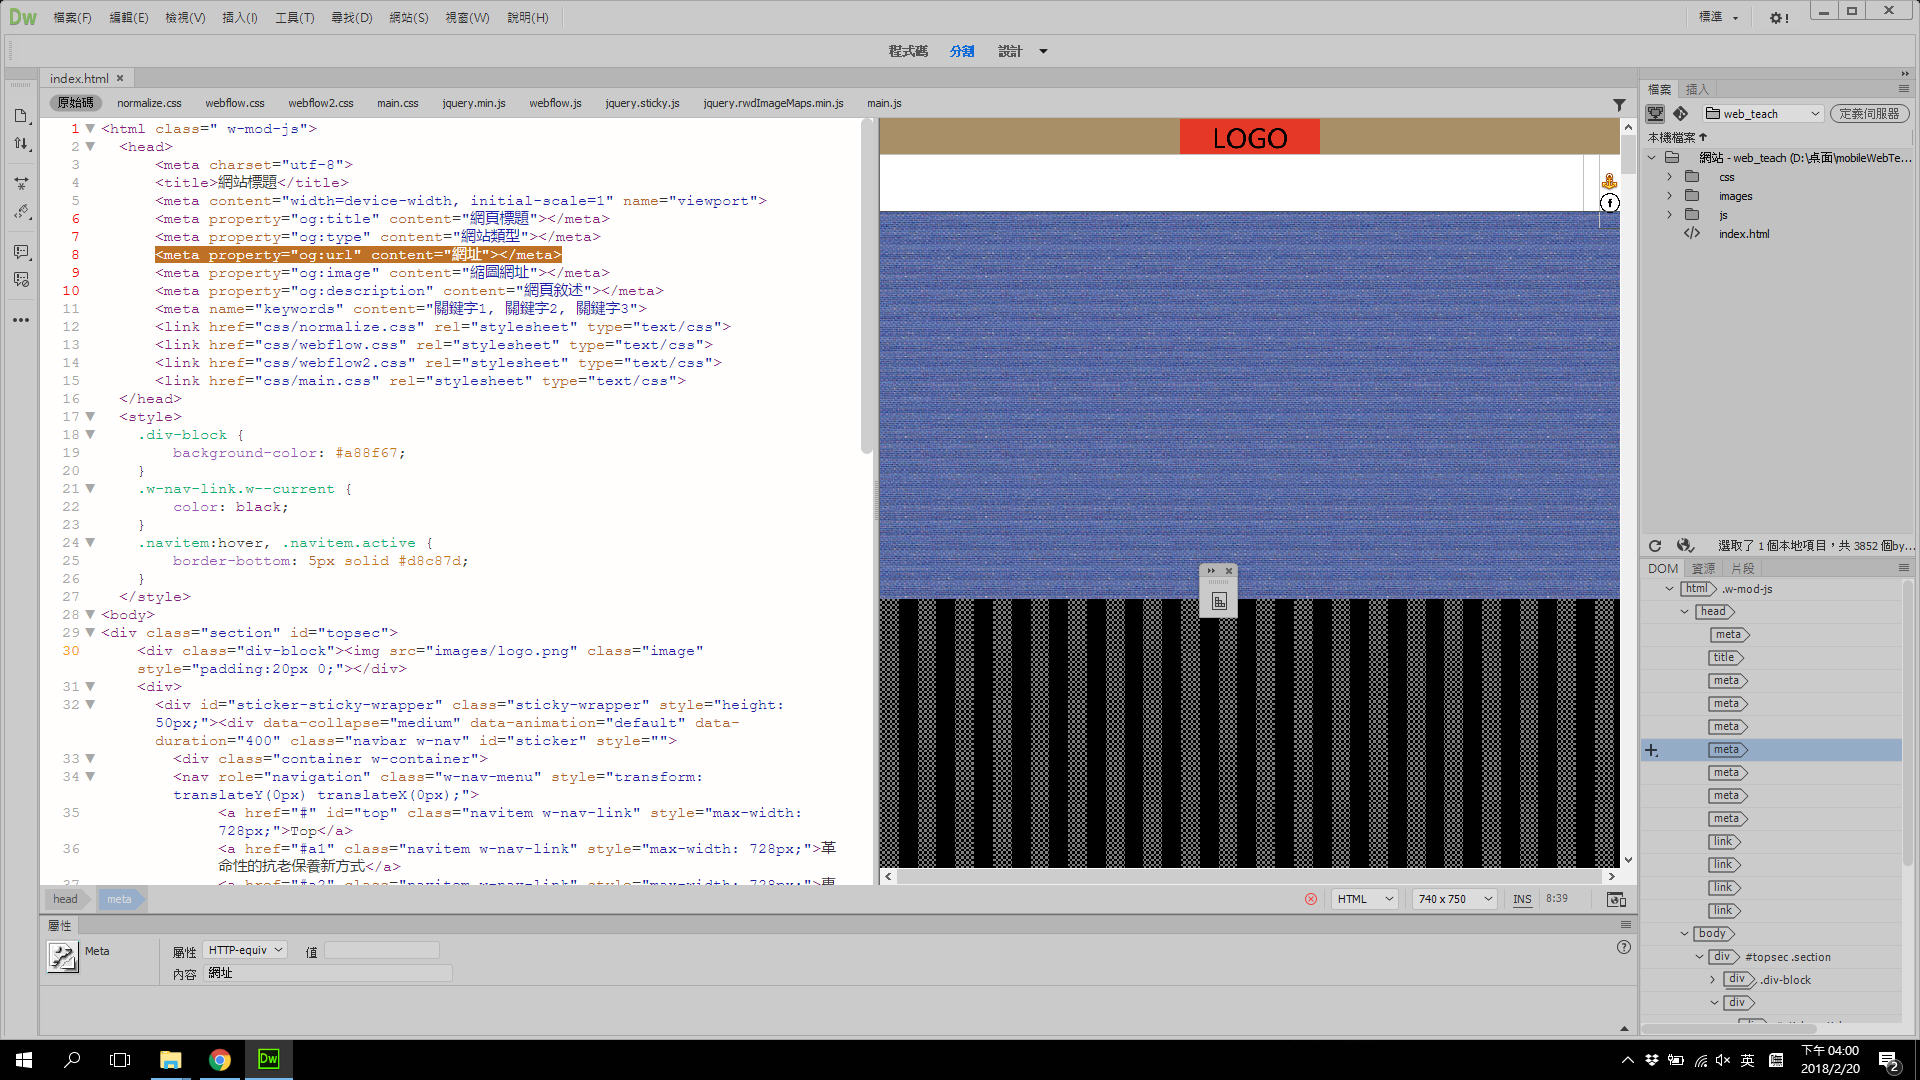 Dw 檔案(F) 編輯(E) 檢視(V) 插入(I) 工具(T) 尋找(D) 網站(S) 視窗(W) 說明(H) 標準
程式碼 分割 設計
index.html
原始碼 normalize.css webflow.css webflow2.css main.css jquery.min.js webflow.js jquery.sticky.js jquery.rwdImageMaps.min.js main.js
1 <html class=" w-mod-js">
2 <head>
3 <meta charset="utf-8">
4 <title>網站標題</title>
5 <meta content="width=device-width, initial-scale=1" name="viewport">
6 <meta property="og:title" content="網頁標題"></meta>
7 <meta property="og:type" content="網站類型"></meta>
8 <meta property="og:url" content="網址"></meta>
9 <meta property="og:image" content="縮圖網址"></meta>
10 <meta property="og:description" content="網頁敘述"></meta>
11 <meta name="keywords" content="關鍵字1, 關鍵字2, 關鍵字3">
12 <link href="css/normalize.css" rel="stylesheet" type="text/css">
13 <link href="css/webflow.css" rel="stylesheet" type="text/css">
14 <link href="css/webflow2.css" rel="stylesheet" type="text/css">
15 <link href="css/main.css" rel="stylesheet" type="text/css">
16 </head>
17 <style>
18 .div-block {
19 background-color: #a88f67;
20 }
21 .w-nav-link.w--current {
22 color: black;
23 }
24 .navitem:hover, .navitem.active {
25 border-bottom: 5px solid #d8c87d;
26 }
27 </style>
28 <body>
29 <div class="section" id="topsec">
30 <div class="div-block"><img src="images/logo.png" class="image"
style="padding:20px 0;"></div>
31 <div>
32 <div id="sticker-sticky-wrapper" class="sticky-wrapper" style="height:
50px;"><div data-collapse="medium" data-animation="default" data-
duration="400" class="navbar w-nav" id="sticker" style="">
33 <div class="container w-container">
34 <nav role="navigation" class="w-nav-menu" style="transform:
translateY(0px) translateX(0px);">
35 <a href="#" id="top" class="navitem w-nav-link" style="max-width:
728px;">Top</a>
36 <a href="#a1" class="navitem w-nav-link" style="max-width: 728px;">革
命性的抗老保養新方式</a>
LOGO
head meta
HTML 740 x 750 INS 8:39
屬性
Meta 屬性 HTTP-equiv 值
內容 網址
檔案 插入
web_teach 定義伺服器
本機檔案
網站 - web_teach (D:\桌面\mobileWebTe...
css
images
js
index.html
選取了 1 個本地項目，共 3852 個by...
DOM 資源 片段
html .w-mod-js
head
meta
title
meta
meta
meta
meta
meta
meta
meta
link
link
link
link
body
div #topsec .section
div .div-block
div
Dw 英 下午 04:00
2018/2/20
2